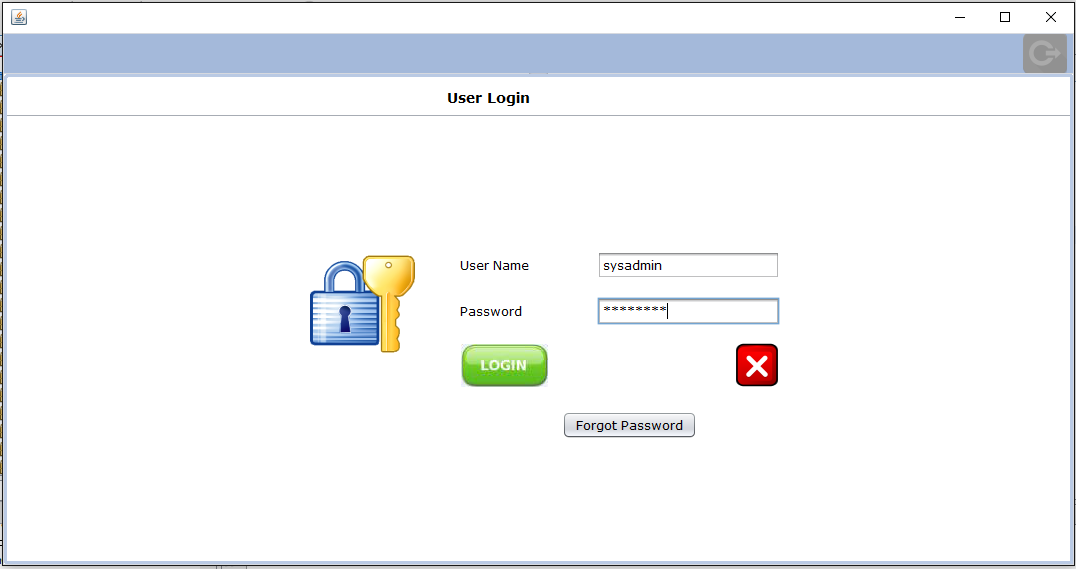 User Login
User Name sysadmin
Password ********
LOGIN
Forgot Password